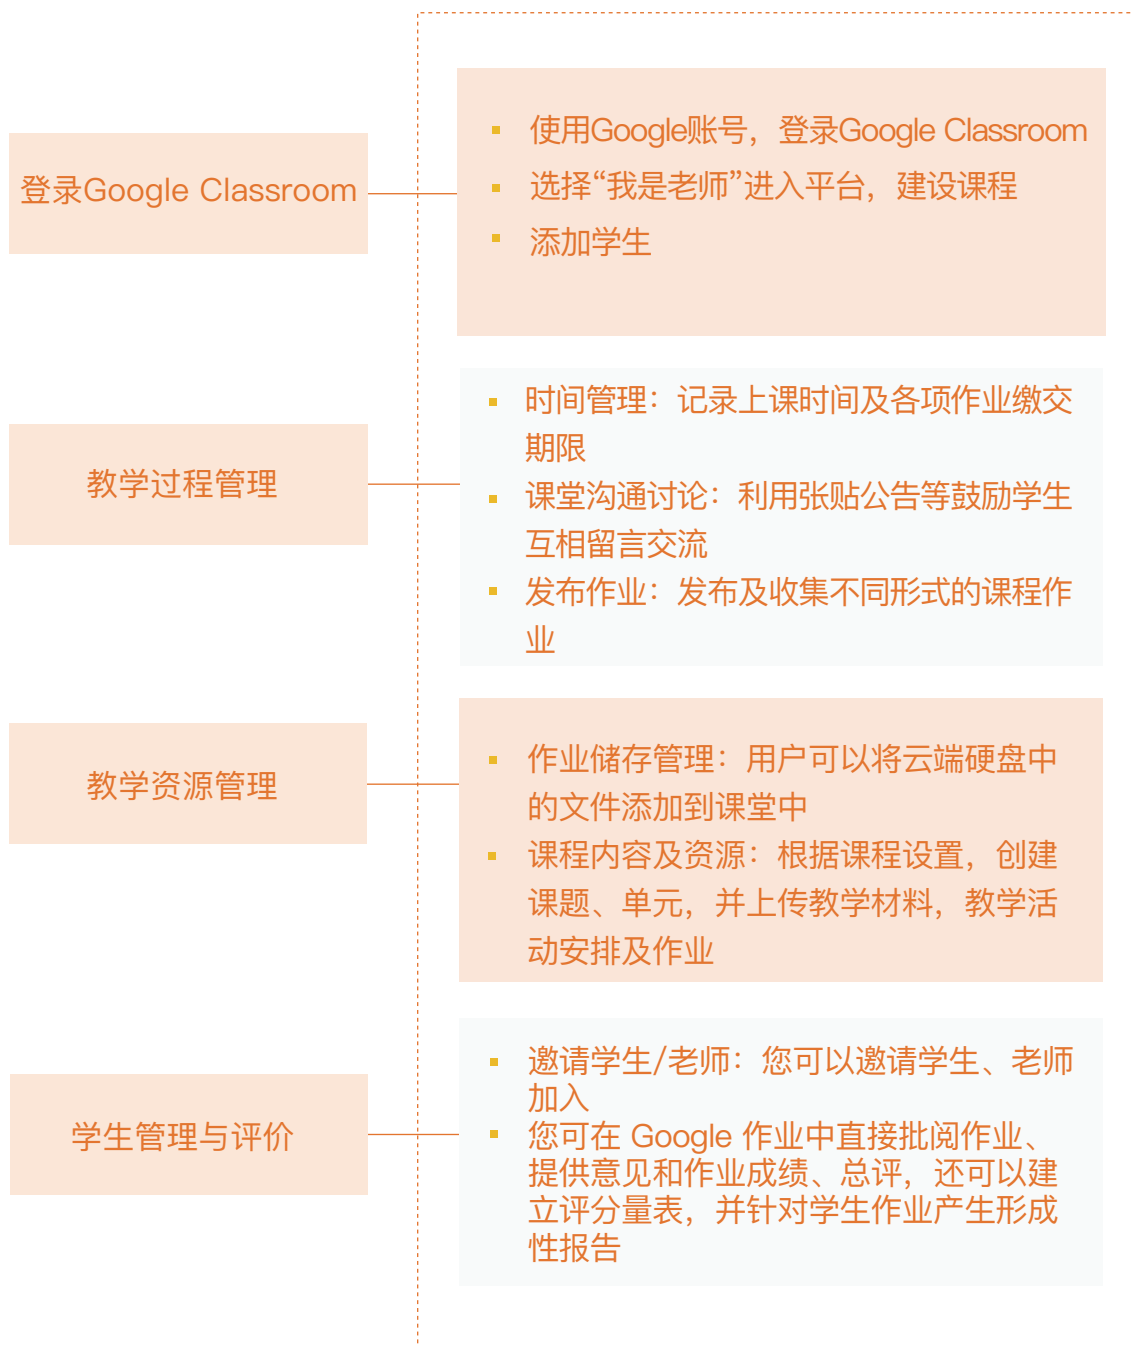 登录Google Classroom
使用Google账号，登录Google Classroom
选择“我是老师”进入平台，建设课程
添加学生
教学过程管理
时间管理：记录上课时间及各项作业缴交
期限
课堂沟通讨论：利用张贴公告等鼓励学生
互相留言交流
发布作业：发布及收集不同形式的课程作
业
教学资源管理
作业储存管理：用户可以将云端硬盘中
的文件添加到课堂中
课程内容及资源：根据课程设置，创建
课题、单元，并上传教学材料，教学活
动安排及作业
学生管理与评价
邀请学生/老师：您可以邀请学生、老师
加入
您可在 Google 作业中直接批阅作业、
提供意见和作业成绩、总评，还可以建
立评分量表，并针对学生作业产生形成
性报告